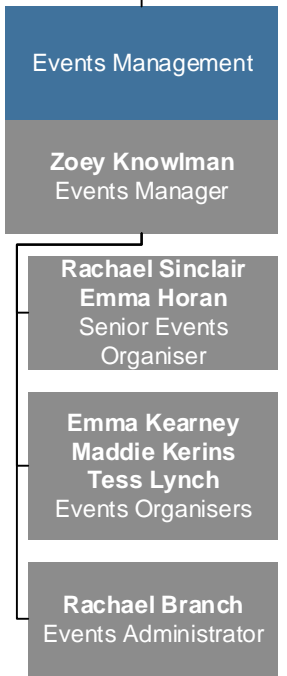 Events Management
Zoey Knowlman
Events Manager
Rachael Sinclair
Emma Horan
Senior Events
Organiser
Emma Kearney
Maddie Kerins
Tess Lynch
Events Organisers
Rachael Branch
Events Administrator